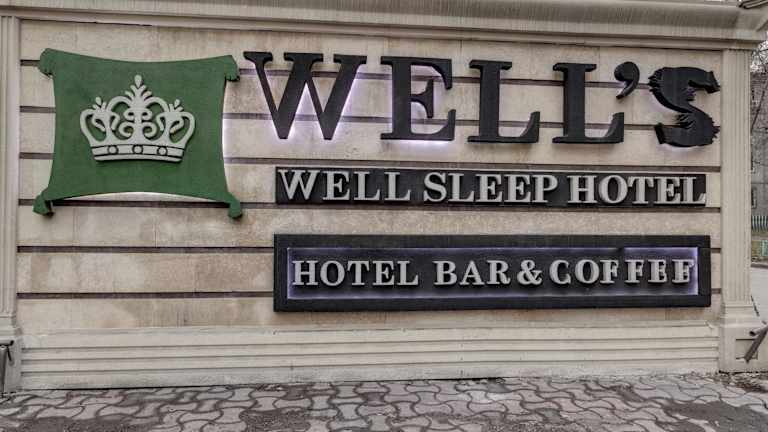 WELL'S
WELL SLEEP HOTEL
HOTEL BAR & COFFEE